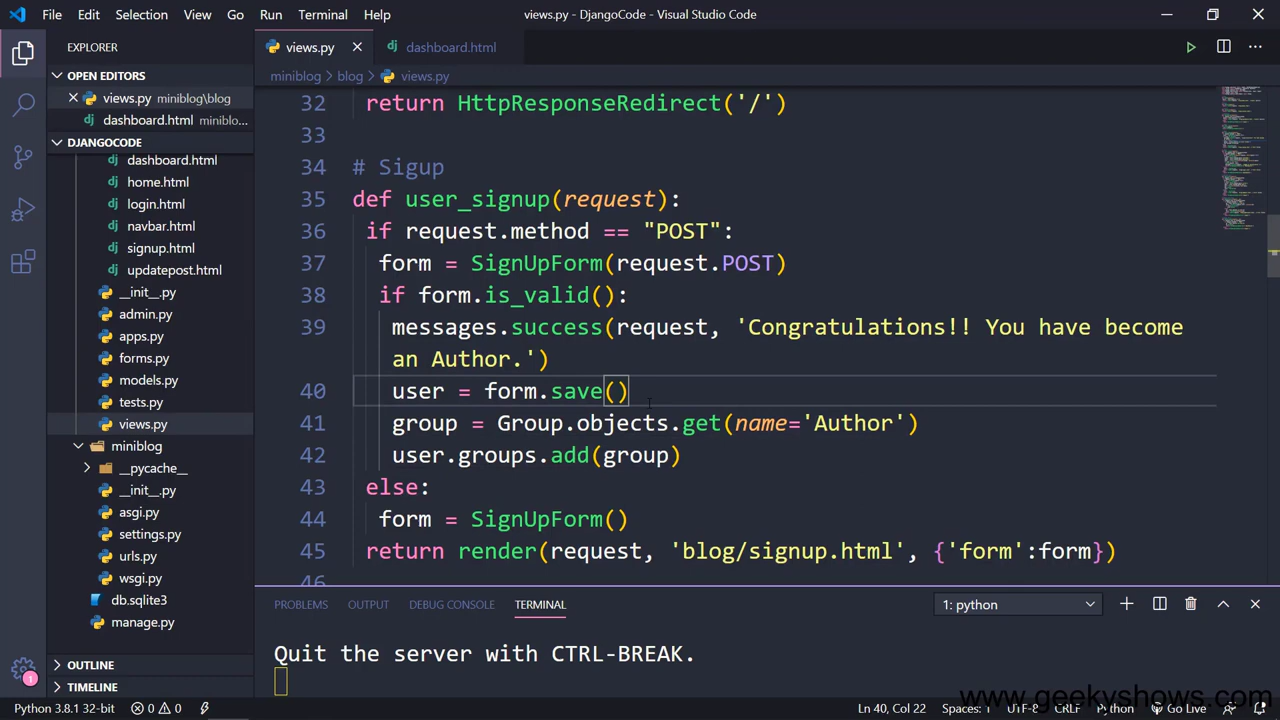 File Edit Selection View Go Run Terminal Help views.py - DjangoCode - Visual Studio Code
EXPLORER
OPEN EDITORS
views.py miniblog\blog
dashboard.html miniblo...
DJANGOCODE
dashboard.html
home.html
login.html
navbar.html
signup.html
updatepost.html
__init__.py
admin.py
apps.py
forms.py
models.py
tests.py
views.py
miniblog
__pycache__
__init__.py
asgi.py
settings.py
urls.py
wsgi.py
db.sqlite3
manage.py
OUTLINE
TIMELINE
views.py dashboard.html
miniblog > blog > views.py
32 return HttpResponseRedirect('/')
33
34 # Sigup
35 def user_signup(request):
36 if request.method == "POST":
37 form = SignUpForm(request.POST)
38 if form.is_valid():
39 messages.success(request, 'Congratulations!! You have become
an Author.')
40 user = form.save()
41 group = Group.objects.get(name='Author')
42 user.groups.add(group)
43 else:
44 form = SignUpForm()
45 return render(request, 'blog/signup.html', {'form':form})
46
PROBLEMS OUTPUT DEBUG CONSOLE TERMINAL 1: python
Quit the server with CTRL-BREAK.
www.geekyshows.com
1
Python 3.8.1 32-bit 0 0 Ln 40, Col 22 Spaces: 1 UTF-8 CRLF Python Go Live